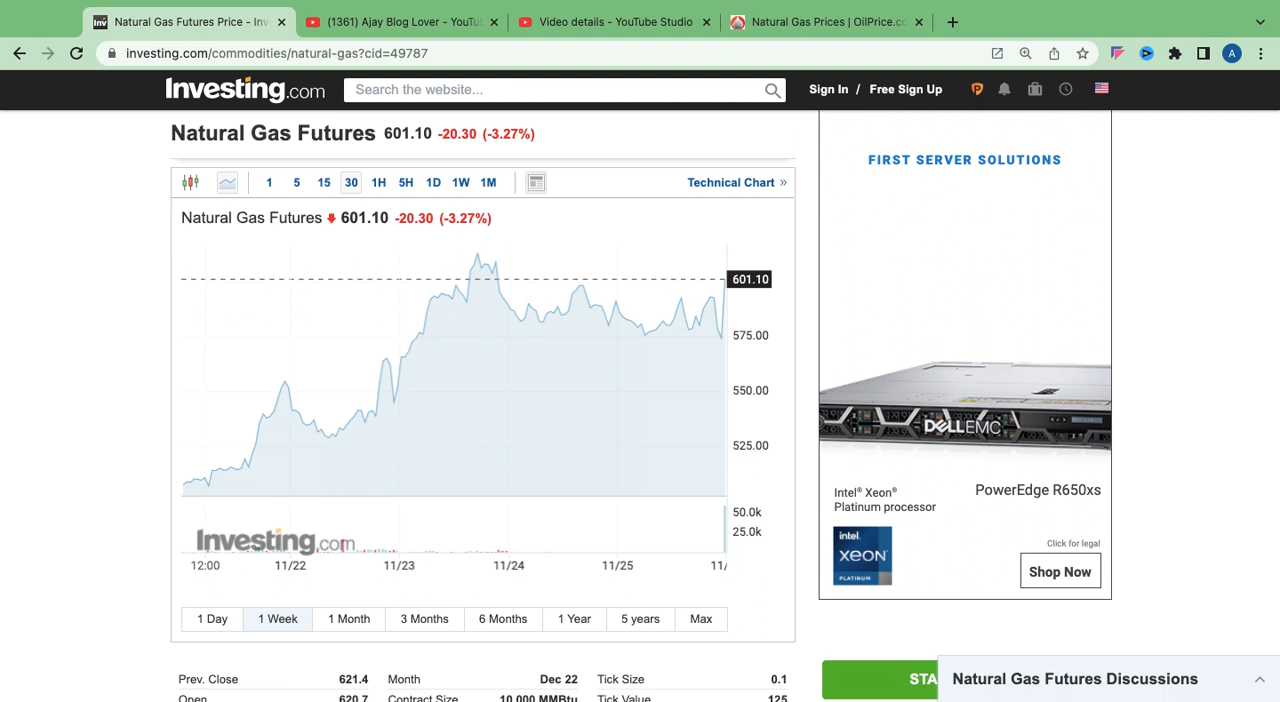 Natural Gas Futures Price - Inv
(1361) Ajay Blog Lover - YouTu
Video details - YouTube Studio
Natural Gas Prices | OilPrice.co
investing.com/commodities/natural-gas?cid=49787
A
Investing.com
Search the website...
Sign In / Free Sign Up
Natural Gas Futures 601.10 -20.30 (-3.27%)
1 5 15 30 1H 5H 1D 1W 1M
Technical Chart »
Natural Gas Futures 601.10 -20.30 (-3.27%)
601.10
575.00
550.00
525.00
50.0k
25.0k
Investing.com
12:00 11/22 11/23 11/24 11/25 11/
1 Day 1 Week 1 Month 3 Months 6 Months 1 Year 5 years Max
Prev. Close 621.4 Month Dec 22 Tick Size 0.1
Open 620.7 Contract Size 10,000 MMBtu Tick Value 125
FIRST SERVER SOLUTIONS
DELLEMC
Intel® Xeon®
Platinum processor
PowerEdge R650xs
intel
XEON
PLATINUM
Click for legal
Shop Now
STA
Natural Gas Futures Discussions